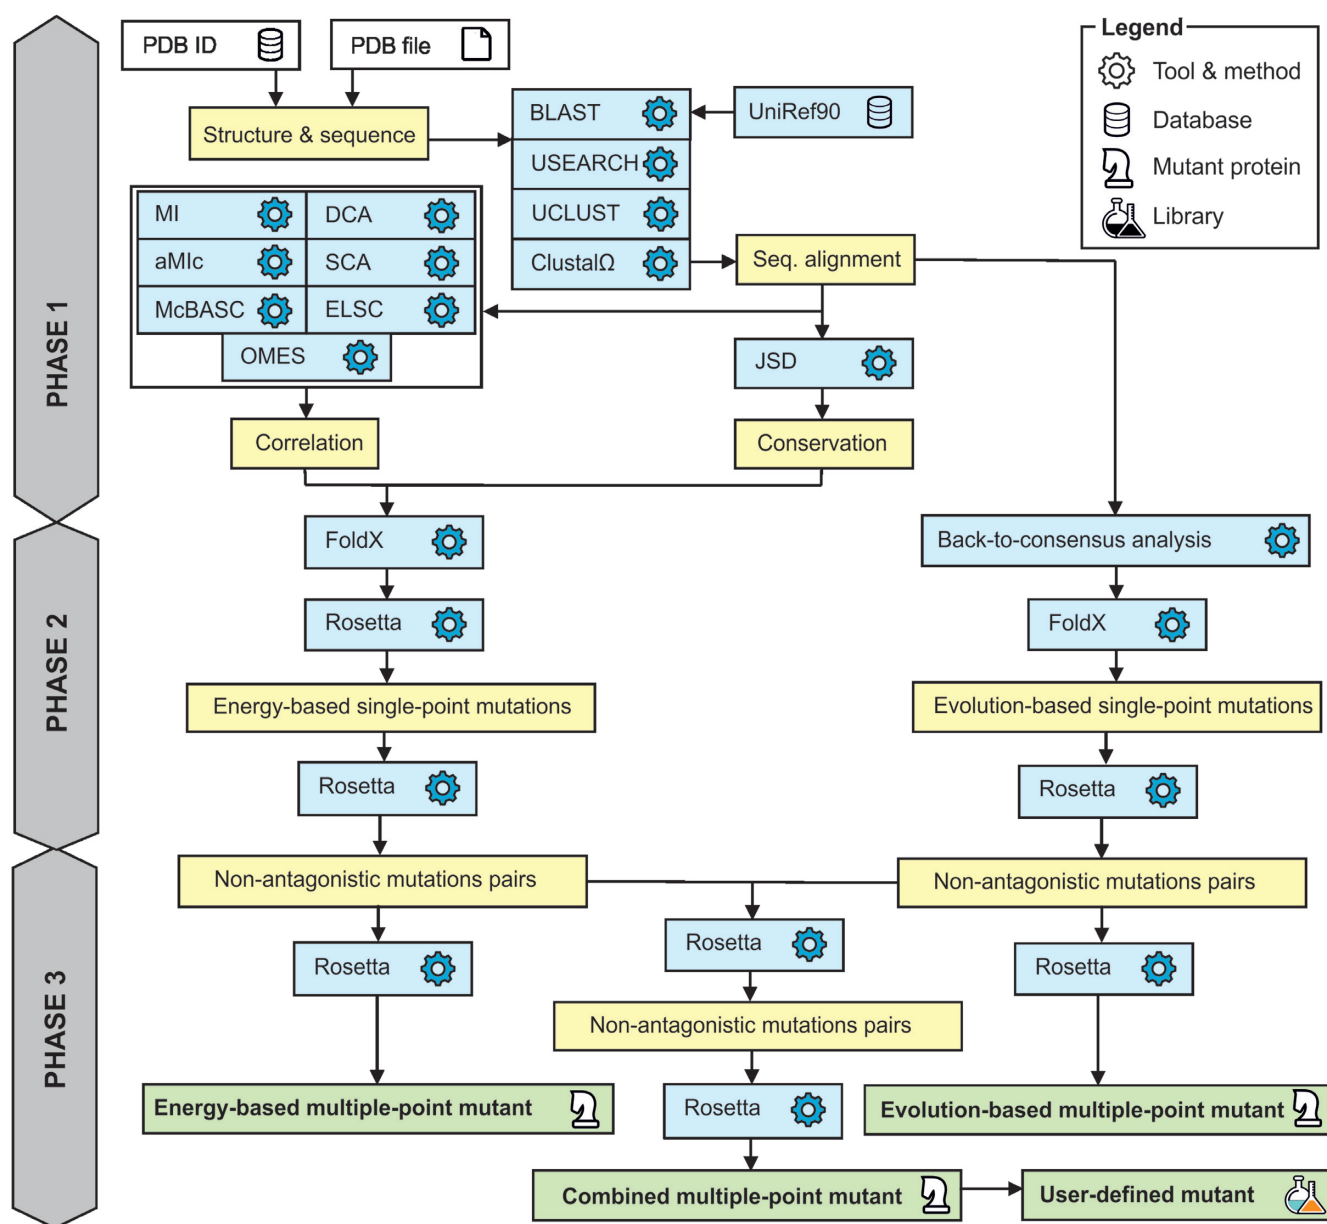 PDB ID
PDB file
Legend
Tool & method
Database
Mutant protein
Library
Structure & sequence
BLAST
UniRef90
USEARCH
UCLUST
ClustalΩ
Seq. alignment
MI
DCA
aMIc
SCA
McBASC
ELSC
OMES
JSD
PHASE 1
Correlation
Conservation
FoldX
Back-to-consensus analysis
Rosetta
FoldX
PHASE 2
Energy-based single-point mutations
Evolution-based single-point mutations
Rosetta
Rosetta
Non-antagonistic mutations pairs
Non-antagonistic mutations pairs
Rosetta
Rosetta
Rosetta
PHASE 3
Non-antagonistic mutations pairs
Energy-based multiple-point mutant
Rosetta
Evolution-based multiple-point mutant
Combined multiple-point mutant
User-defined mutant